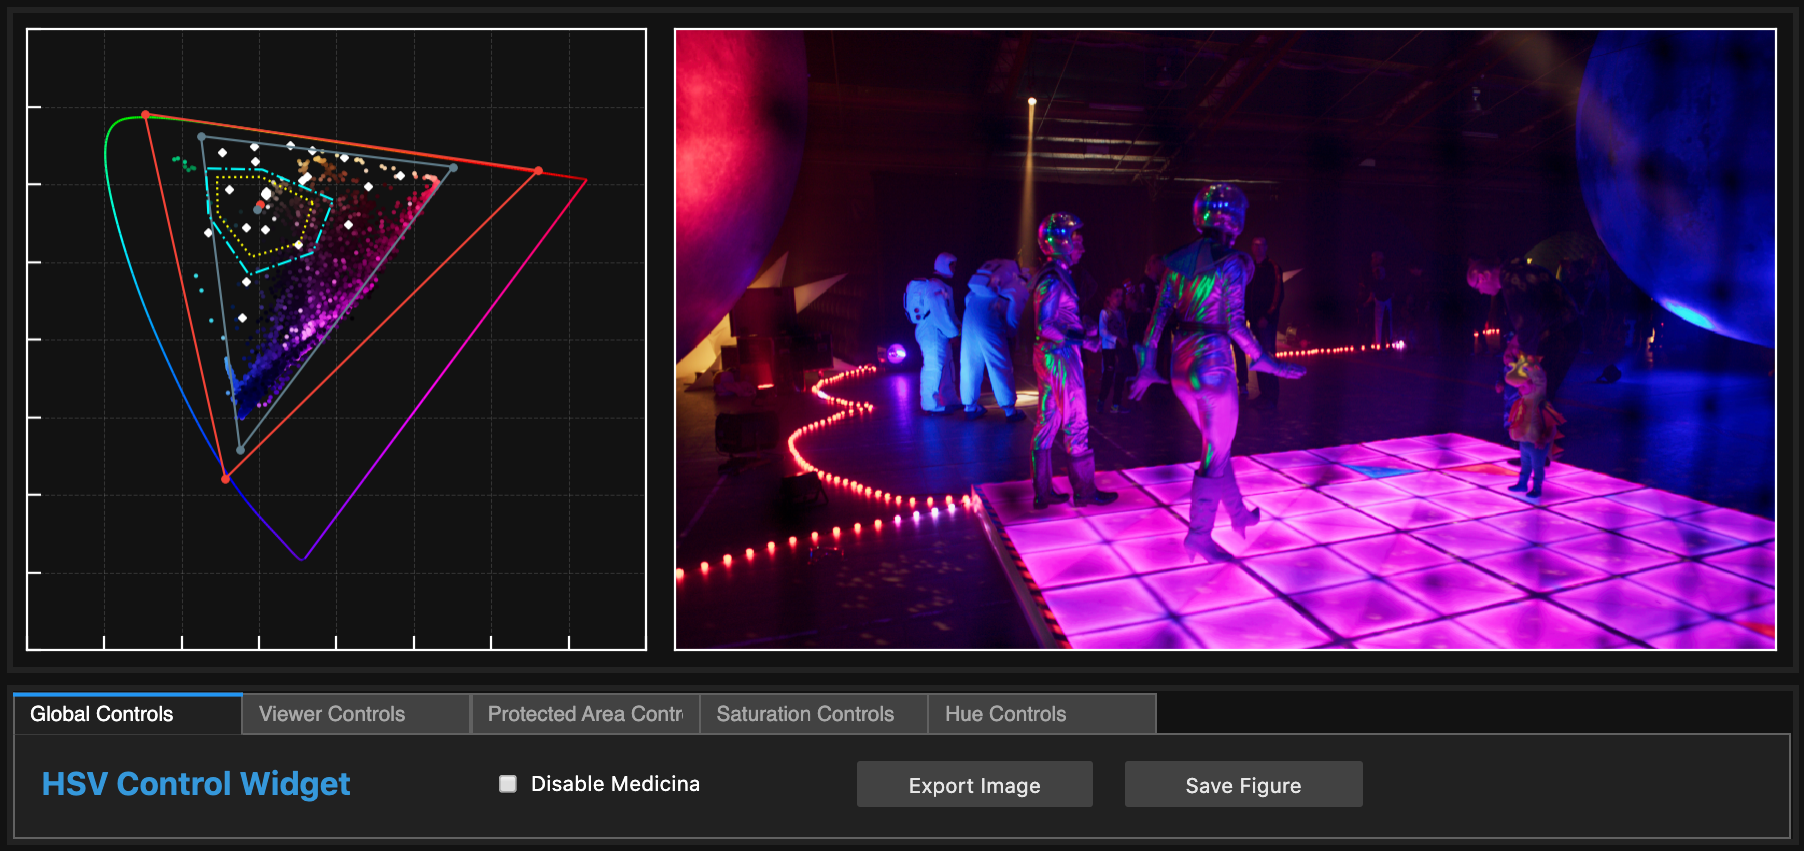 Global Controls
Viewer Controls
Protected Area Contr
Saturation Controls
Hue Controls
HSV Control Widget
Disable Medicina
Export Image
Save Figure